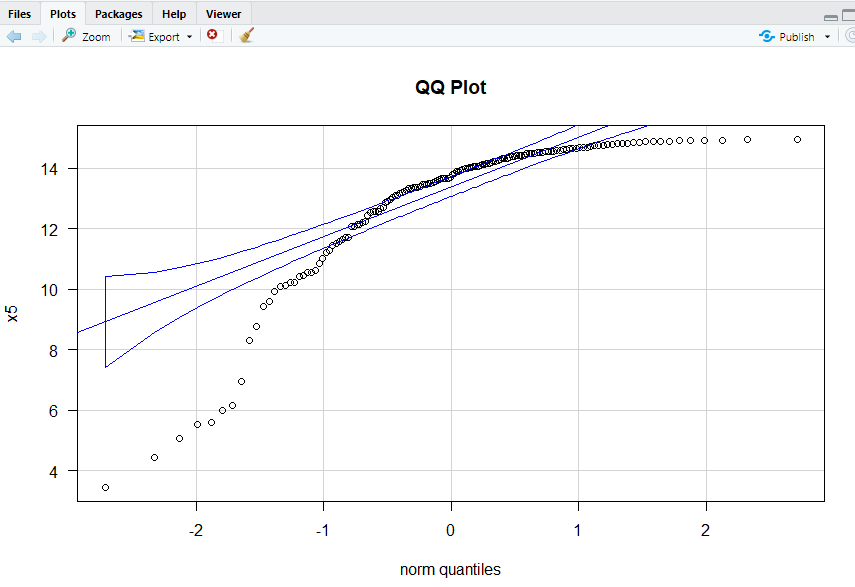 Files Plots Packages Help Viewer
Zoom Export Publish
QQ Plot
14
12
10
8
6
4
x5
-2 -1 0 1 2
norm quantiles